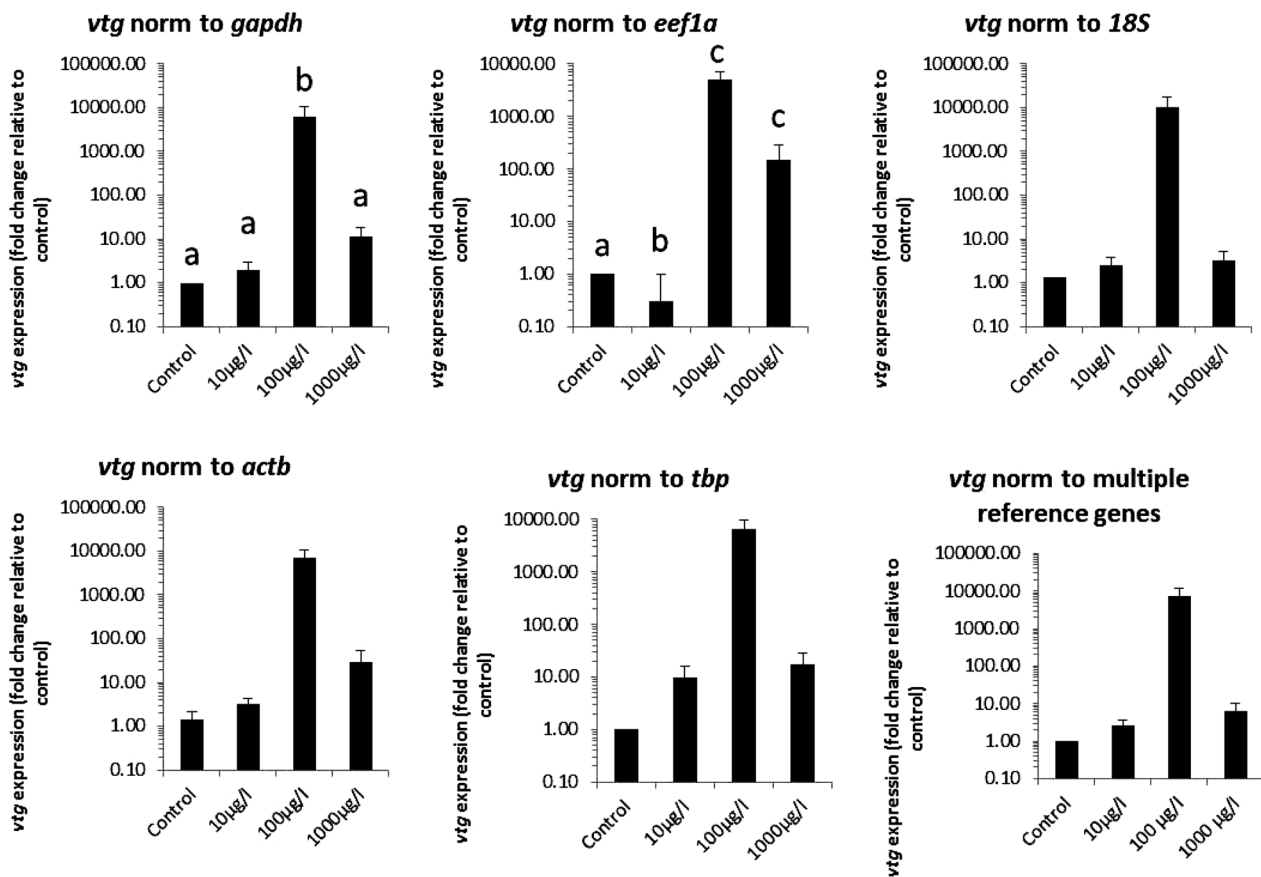 vtg norm to gapdh
vtg expression (fold change relative to
control)
100000.00
10000.00
1000.00
100.00
10.00
1.00
0.10
a
a
b
a
Control
10µg/l
100µg/l
1000µg/l
vtg norm to eef1a
vtg expression (fold change relative to
control)
10000.00
1000.00
100.00
10.00
1.00
0.10
a
b
c
c
Control
10µg/l
100µg/l
1000µg/l
vtg norm to 18S
vtg expression (fold change relative to
control)
100000.00
10000.00
1000.00
100.00
10.00
1.00
0.10
Control
10µg/l
100µg/l
1000µg/l
vtg norm to actb
vtg expression (fold change relative to
control)
100000.00
10000.00
1000.00
100.00
10.00
1.00
0.10
Control
10µg/l
100µg/l
1000µg/l
vtg norm to tbp
vtg expression (fold change relative to
control)
10000.00
1000.00
100.00
10.00
1.00
0.10
Control
10µg/l
100µg/l
1000µg/l
vtg norm to multiple
reference genes
vtg expression (fold change relative to
control)
100000.00
10000.00
1000.00
100.00
10.00
1.00
0.10
Control
10µg/l
100 µg/l
1000 µg/l